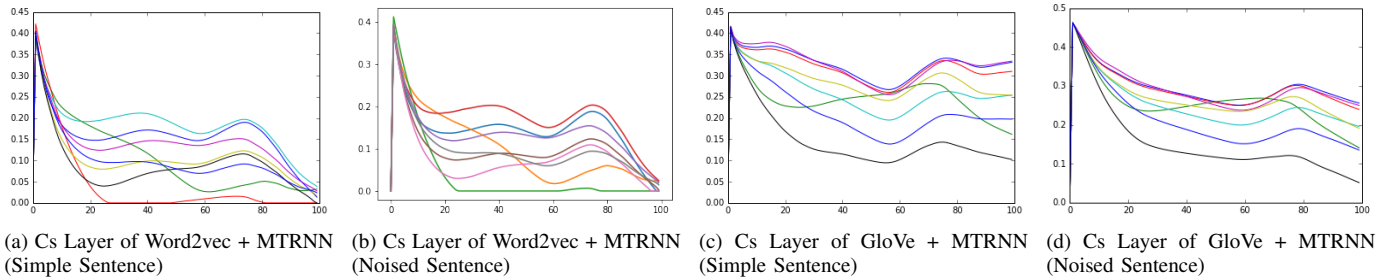 0.45
0.40
0.35
0.30
0.25
0.20
0.15
0.10
0.05
0.00
0 20 40 60 80 100
0.4
0.3
0.2
0.1
0.0
0 20 40 60 80 100
0.45
0.40
0.35
0.30
0.25
0.20
0.15
0.10
0.05
0.00
0 20 40 60 80 100
0.5
0.4
0.3
0.2
0.1
0.0
0 20 40 60 80 100
(a) Cs Layer of Word2vec + MTRNN
(Simple Sentence)
(b) Cs Layer of Word2vec + MTRNN
(Noised Sentence)
(c) Cs Layer of GloVe + MTRNN
(Simple Sentence)
(d) Cs Layer of GloVe + MTRNN
(Noised Sentence)